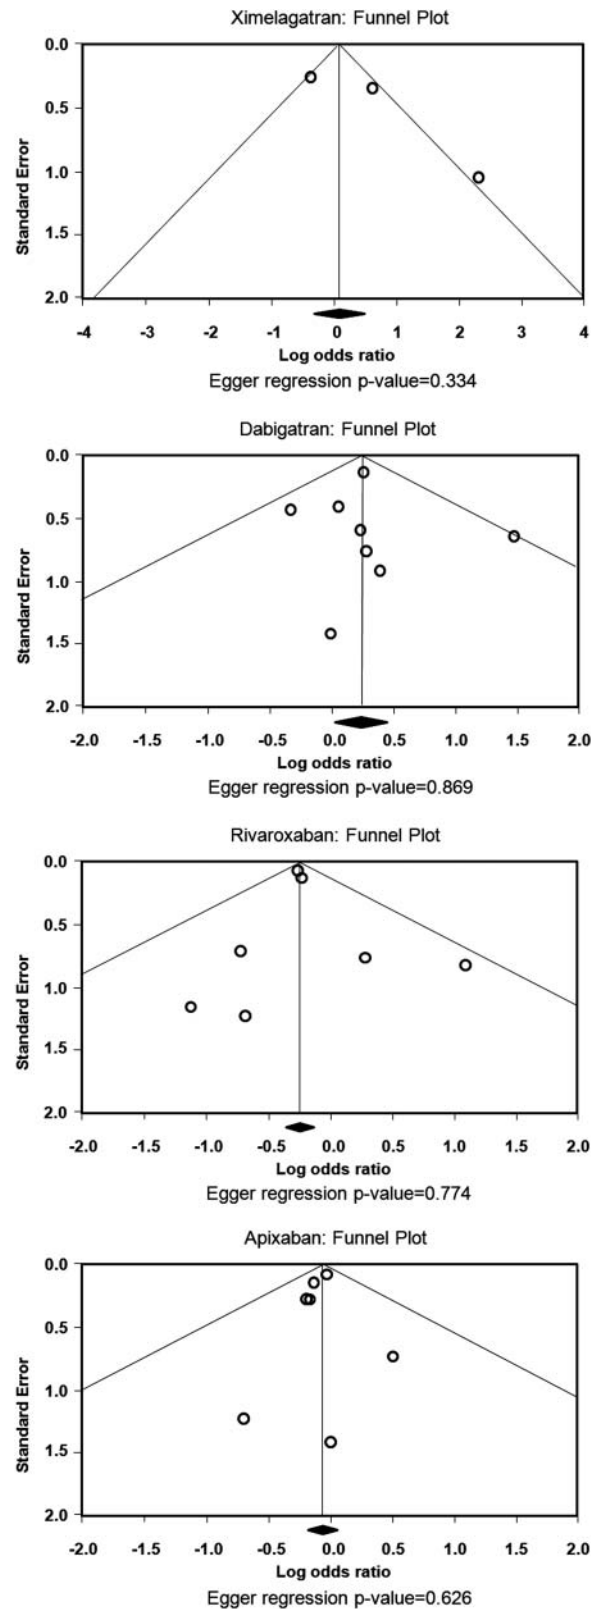 Ximelagatran: Funnel Plot
0.0
0.5
1.0
1.5
2.0
Standard Error
-4 -3 -2 -1 0 1 2 3 4
Log odds ratio
Egger regression p-value=0.334
Dabigatran: Funnel Plot
0.0
0.5
1.0
1.5
2.0
Standard Error
-2.0 -1.5 -1.0 -0.5 0.0 0.5 1.0 1.5 2.0
Log odds ratio
Egger regression p-value=0.869
Rivaroxaban: Funnel Plot
0.0
0.5
1.0
1.5
2.0
Standard Error
-2.0 -1.5 -1.0 -0.5 0.0 0.5 1.0 1.5 2.0
Log odds ratio
Egger regression p-value=0.774
Apixaban: Funnel Plot
0.0
0.5
1.0
1.5
2.0
Standard Error
-2.0 -1.5 -1.0 -0.5 0.0 0.5 1.0 1.5 2.0
Log odds ratio
Egger regression p-value=0.626